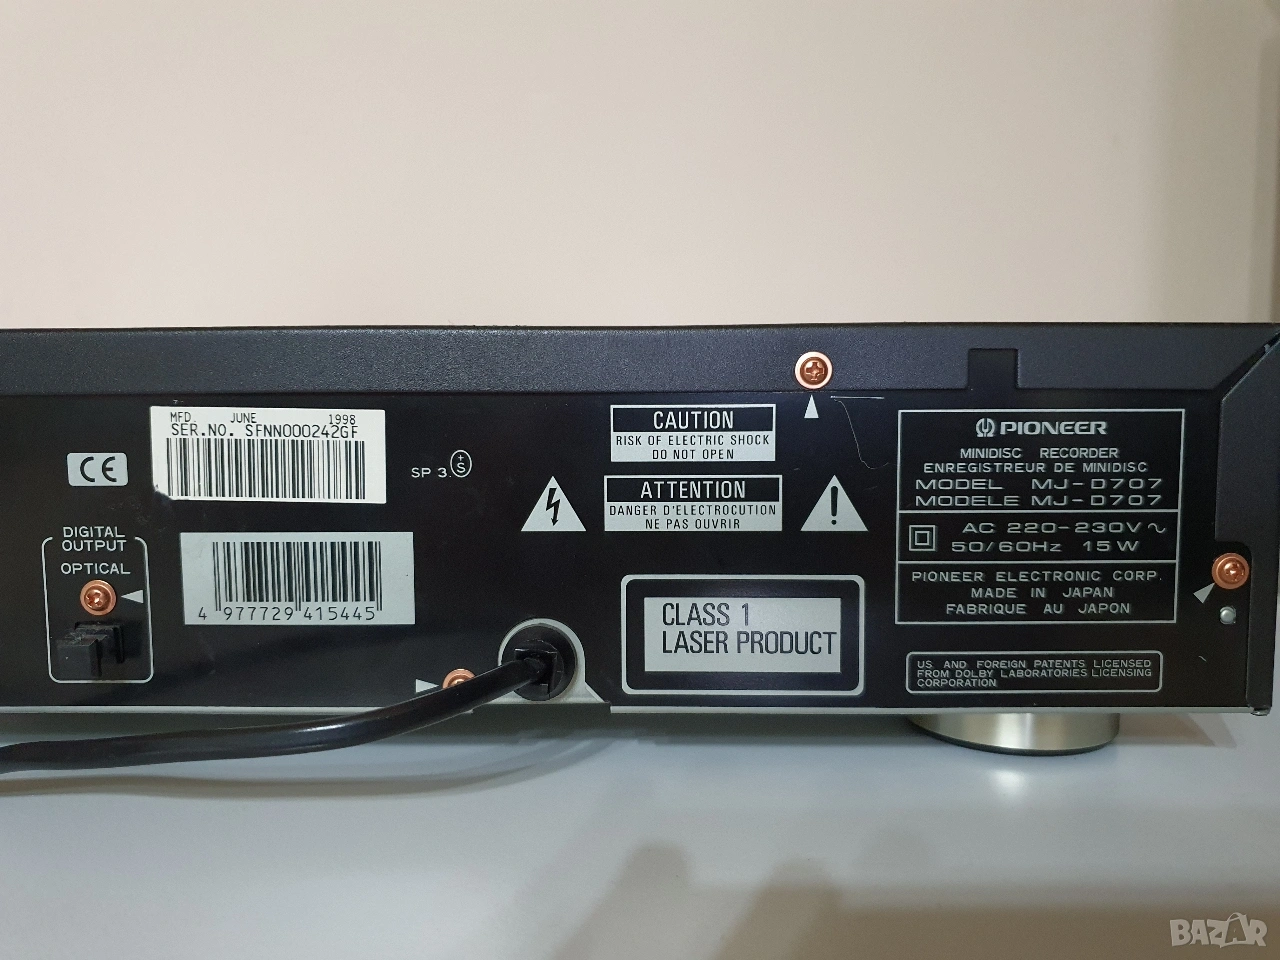 MFD. JUNE 1998
SER.NO. SFNN000242GF
CE
SP 3. S
DIGITAL
OUTPUT
OPTICAL
4 977729 415445
CAUTION
RISK OF ELECTRIC SHOCK
DO NOT OPEN
ATTENTION
DANGER D'ELECTROCUTION
NE PAS OUVRIR
CLASS 1
LASER PRODUCT
PIONEER
MINIDISC RECORDER
ENREGISTREUR DE MINIDISC
MODEL MJ-D707
MODELE MJ-D707
AC 220-230V ~
50/60Hz 15W
PIONEER ELECTRONIC CORP.
MADE IN JAPAN
FABRIQUE AU JAPON
US AND FOREIGN PATENTS LICENSED
FROM DOLBY LABORATORIES LICENSING
CORPORATION
BAZAR